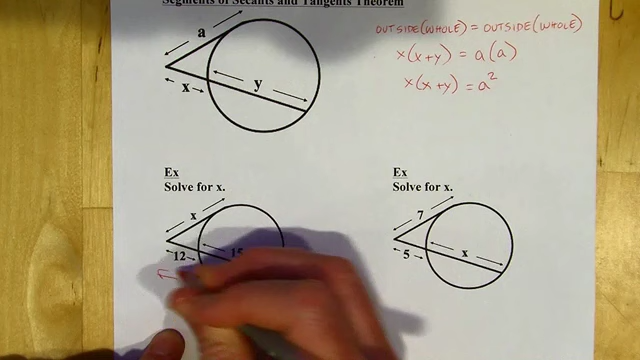 Segments of Secants and Tangents Theorem
OUTSIDE(WHOLE) = OUTSIDE(WHOLE)
a
x(x+y) = a(a)
y
x
x(x+y) = a²
Ex
Solve for x.
x
12
15
Ex
Solve for x.
7
5
x